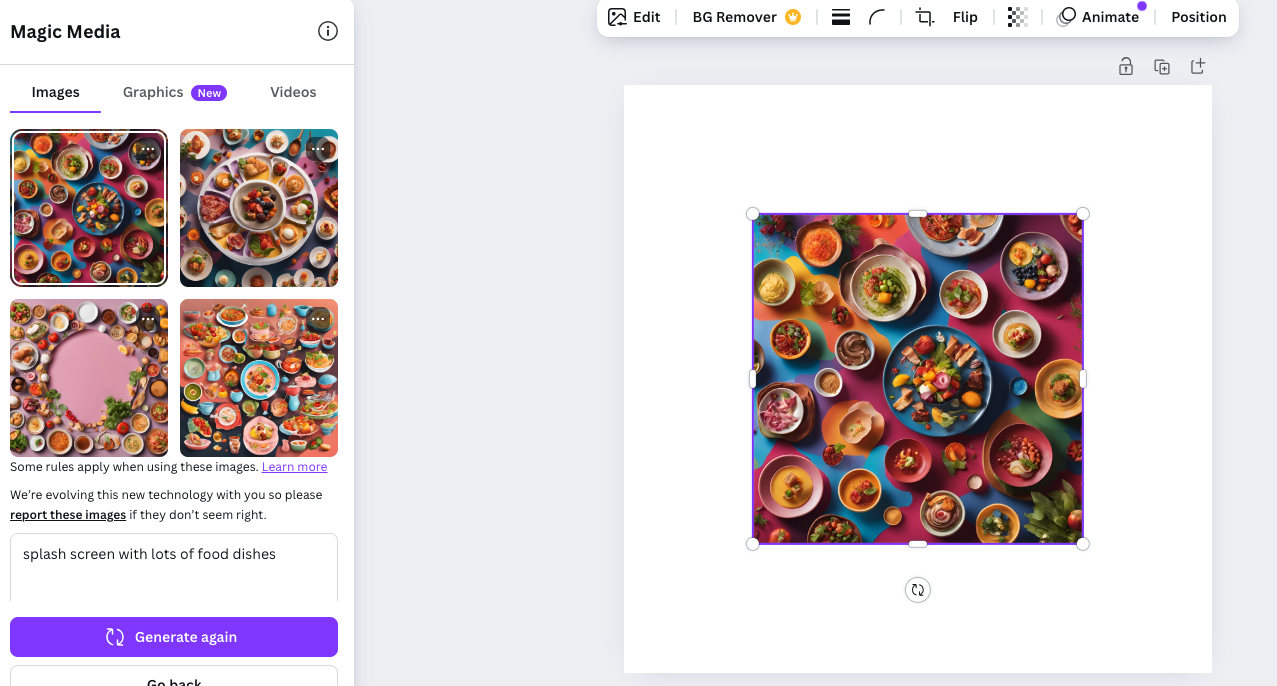 Magic Media
Edit
BG Remover
Flip
Animate
Position
Images
Graphics
New
Videos
Some rules apply when using these images. Learn more
We're evolving this new technology with you so please
report these images if they don't seem right.
splash screen with lots of food dishes
Generate again
Go back